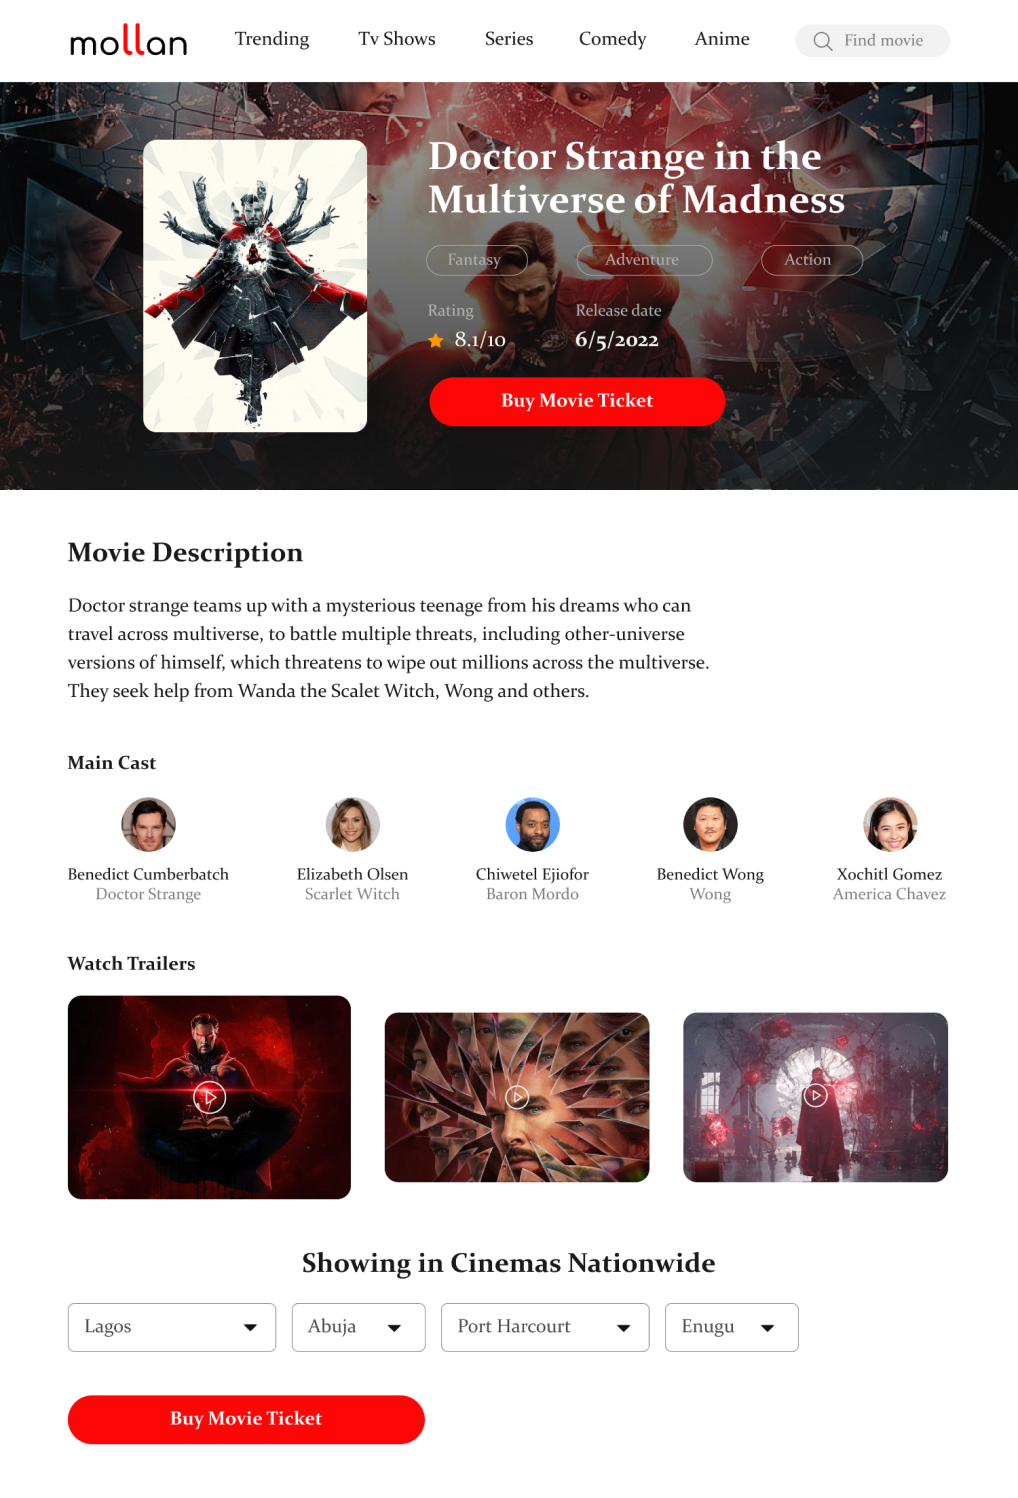 mollan
Trending
Tv Shows
Series
Comedy
Anime
Find movie
Doctor Strange in the
Multiverse of Madness
Fantasy
Adventure
Action
Rating
Release date
8.1/10
6/5/2022
Buy Movie Ticket
Movie Description
Doctor strange teams up with a mysterious teenage from his dreams who can
travel across multiverse, to battle multiple threats, including other-universe
versions of himself, which threatens to wipe out millions across the multiverse.
They seek help from Wanda the Scalet Witch, Wong and others.
Main Cast
Benedict Cumberbatch
Doctor Strange
Elizabeth Olsen
Scarlet Witch
Chiwetel Ejiofor
Baron Mordo
Benedict Wong
Wong
Xochitl Gomez
America Chavez
Watch Trailers
Showing in Cinemas Nationwide
Lagos
Abuja
Port Harcourt
Enugu
Buy Movie Ticket